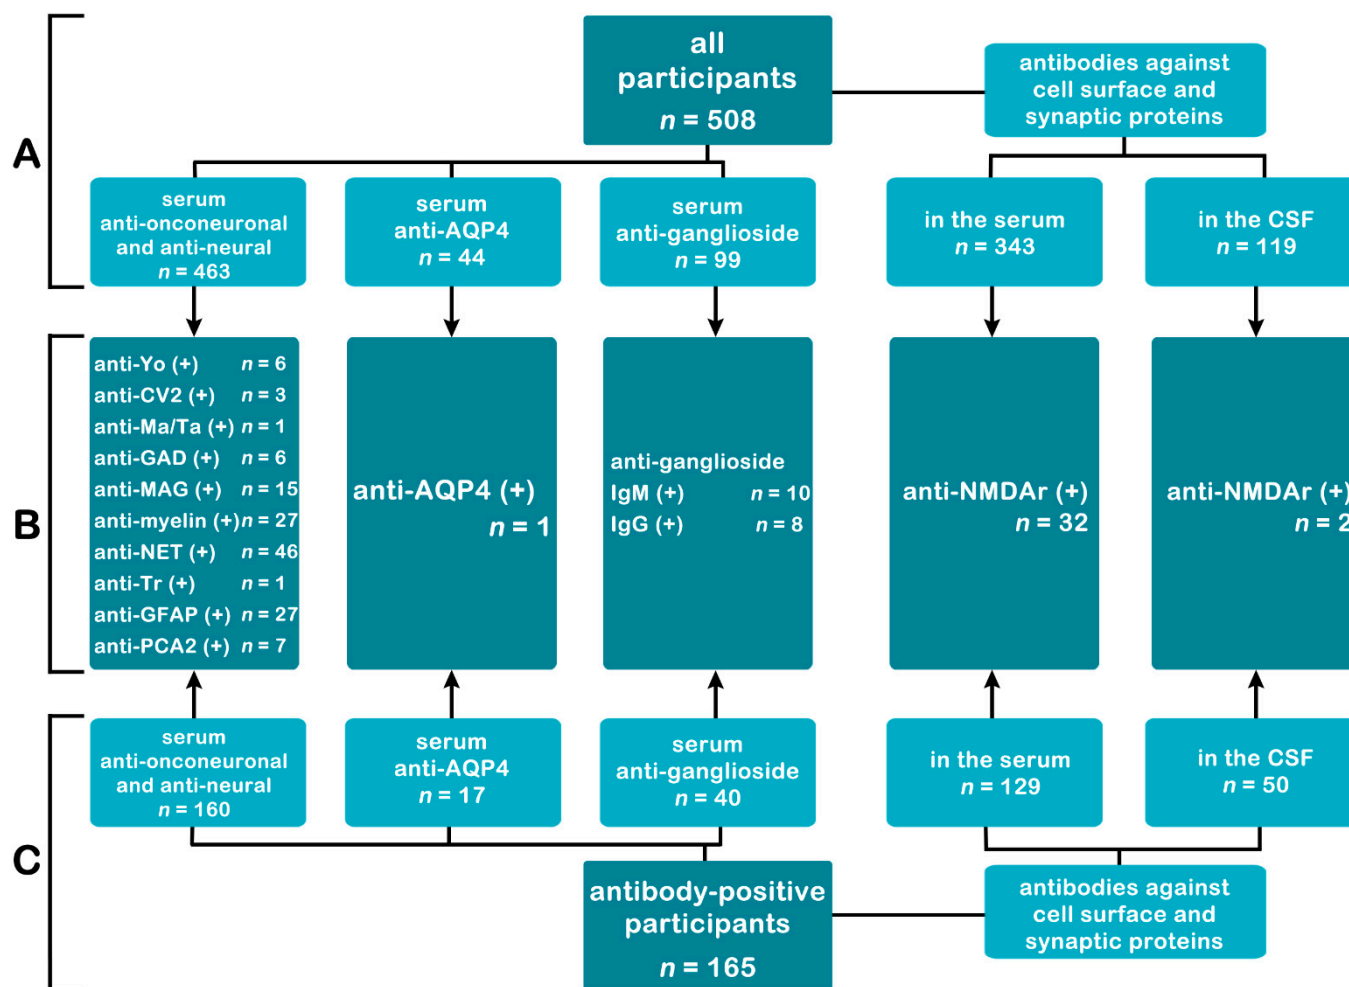 all
participants
n = 508
antibodies against
cell surface and
synaptic proteins
A
serum
anti-onconeuronal
and anti-neural
n = 463
serum
anti-AQP4
n = 44
serum
anti-ganglioside
n = 99
in the serum
n = 343
in the CSF
n = 119
B
anti-Yo (+) n = 6
anti-CV2 (+) n = 3
anti-Ma/Ta (+) n = 1
anti-GAD (+) n = 6
anti-MAG (+) n = 15
anti-myelin (+) n = 27
anti-NET (+) n = 46
anti-Tr (+) n = 1
anti-GFAP (+) n = 27
anti-PCA2 (+) n = 7
anti-AQP4 (+)
n = 1
anti-ganglioside
IgM (+) n = 10
IgG (+) n = 8
anti-NMDAr (+)
n = 32
anti-NMDAr (+)
n = 2
C
serum
anti-onconeuronal
and anti-neural
n = 160
serum
anti-AQP4
n = 17
serum
anti-ganglioside
n = 40
in the serum
n = 129
in the CSF
n = 50
antibody-positive
participants
n = 165
antibodies against
cell surface and
synaptic proteins